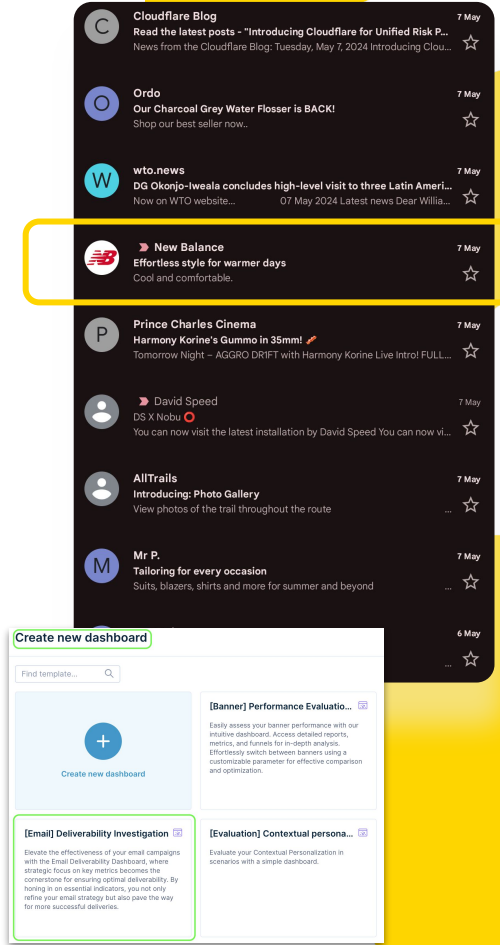 C
Cloudflare Blog
7 May
Read the latest posts - "Introducing Cloudflare for Unified Risk P...
News from the Cloudflare Blog: Tuesday, May 7, 2024 Introducing Clou...
O
Ordo
7 May
Our Charcoal Grey Water Flosser is BACK!
Shop our best seller now..
W
wto.news
7 May
DG Okonjo-Iweala concludes high-level visit to three Latin Ameri...
Now on WTO website... 07 May 2024 Latest news Dear Willia...
NB
New Balance
7 May
Effortless style for warmer days
Cool and comfortable.
P
Prince Charles Cinema
7 May
Harmony Korine's Gummo in 35mm! 🥓
Tomorrow Night – AGGRO DR1FT with Harmony Korine Live Intro! FULL...
David Speed
7 May
DS X Nobu ⭕
You can now visit the latest installation by David Speed You can now vi...
AllTrails
7 May
Introducing: Photo Gallery
View photos of the trail throughout the route ...
M
Mr P.
7 May
Tailoring for every occasion
Suits, blazers, shirts and more for summer and beyond ...
6 May
...
Create new dashboard
Find template...
Create new dashboard
[Banner] Performance Evaluatio...
Easily assess your banner performance with our
intuitive dashboard. Access detailed reports,
metrics, and funnels for in-depth analysis.
Effortlessly switch between banners using a
customizable parameter for effective comparison
and optimization.
[Email] Deliverability Investigation
Elevate the effectiveness of your email campaigns
with the Email Deliverability Dashboard, where
strategic focus on key metrics becomes the
cornerstone for ensuring optimal deliverability. By
honing in on essential indicators, you not only
refine your email strategy but also pave the way
for more successful deliveries.
[Evaluation] Contextual persona...
Evaluate your Contextual Personalization in
scenarios with a simple dashboard.